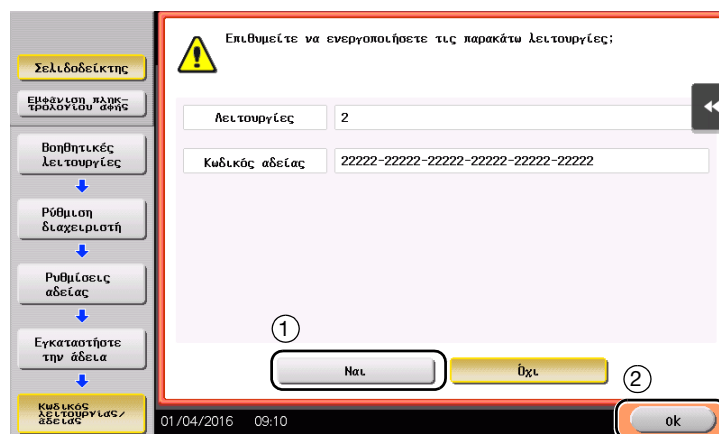 Σελιδοδείκτης
Εμφάνιση πληκ-
τρολογίου αφής
Βοηθητικές
λειτουργίες
Ρύθμιση
διαχειριστή
Ρυθμίσεις
αδείας
Εγκαταστήστε
την άδεια
Κωδικός
λειτουργίας/
άδειας
Επιθυμείτε να ενεργοποιήσετε τις παρακάτω λειτουργίες;
Λειτουργίες 2
Κωδικός αδείας 22222-22222-22222-22222-22222-22222
1
Ναι Όχι
2
01/04/2016 09:10 ok